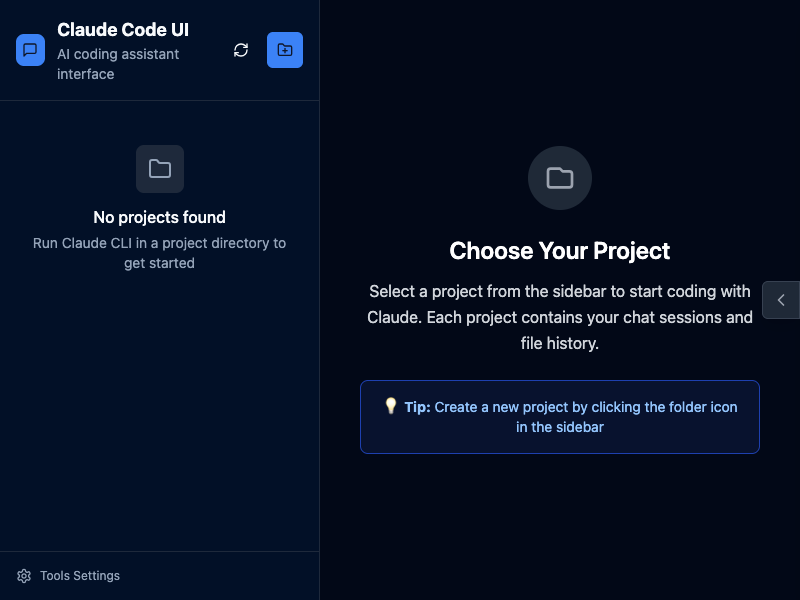 Claude Code UI
AI coding assistant
interface
No projects found
Run Claude CLI in a project directory to
get started
Tools Settings
Choose Your Project
Select a project from the sidebar to start coding with
Claude. Each project contains your chat sessions and
file history.
💡 Tip: Create a new project by clicking the folder icon
in the sidebar